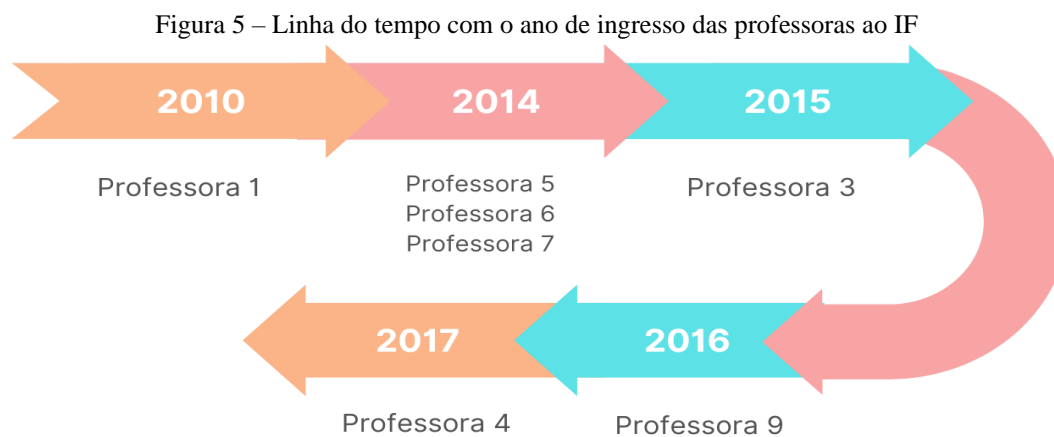 Figura 5 – Linha do tempo com o ano de ingresso das professoras ao IF
2010
2014
2015
Professora 1
Professora 5
Professora 6
Professora 7
Professora 3
2017
2016
Professora 4
Professora 9